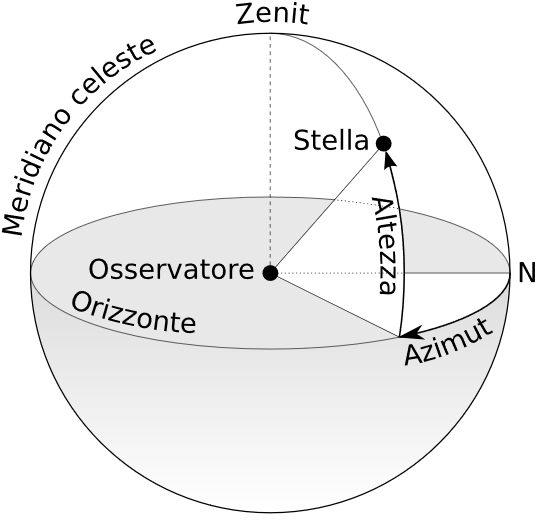 Zenit
Meridiano celeste
Stella
Altezza
Osservatore
N
Orizzonte
Azimut